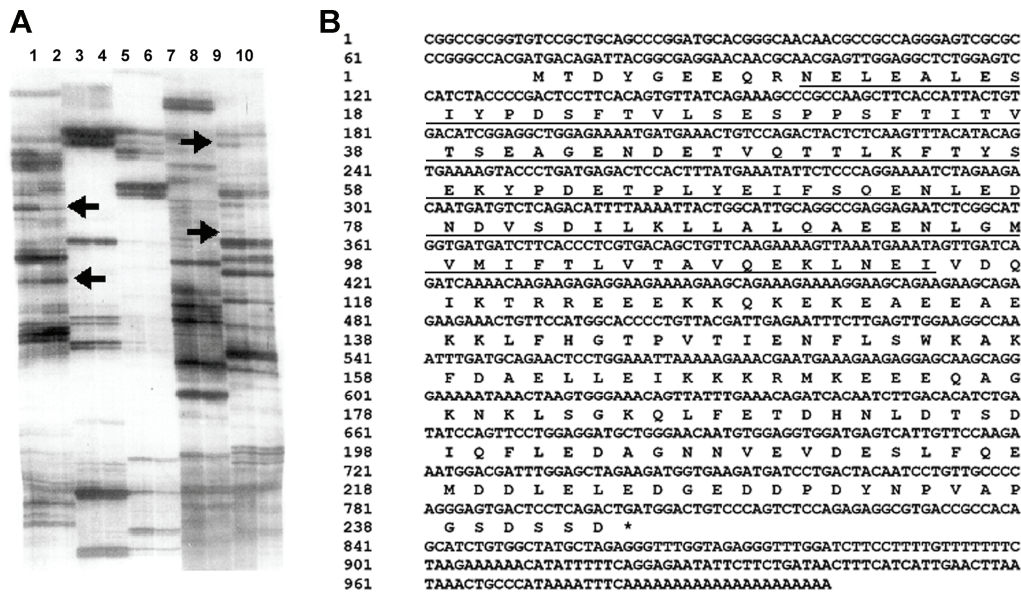 A
B
1 2 3 4 5 6 7 8 9 10
1 CGGCCGCGGTGTCCGCTGCAGCCCGGATGCACGGGCAACAACGCCGCCAGGGAGTCGCGC
61 CCGGGCCACGATGACAGATTACGGCGAGGAACAACGCAACGAGTTGGAGGCTCTGGAGTC
1 M T D Y G E E Q R N E L E A L E S
121 CATCTACCCCGACTCCTTCACAGTGTTATCAGAAAGCCCGCCAAGCTTCACCATTACTGT
18 I Y P D S F T V L S E S P P S F T I T V
181 GACATCGGAGGCTGGAGAAAATGATGAAACTGTCCAGACTACTCTCAAGTTTACATACAG
38 T S E A G E N D E T V Q T T L K F T Y S
241 TGAAAAGTACCCTGATGAGACTCCACTTTATGAAATATTCTCCCAGGAAAATCTAGAAGA
58 E K Y P D E T P L Y E I F S Q E N L E D
301 CAATGATGTCTCAGACATTTTAAAATTACTGGCATTGCAGGCCGAGGAGAATCTCGGCAT
78 N D V S D I L K L L A L Q A E E N L G M
361 GGTGATGATCTTCACCCTCGTGACAGCTGTTCAAGAAAAGTTAAATGAAATAGTTGATCA
98 V M I F T L V T A V Q E K L N E I V D Q
421 GATCAAAACAAGAAGAGAGGAAGAAAAGAAGCAGAAAGAAAAGGAAGCAGAAGAAGCAGA
118 I K T R R E E E K K Q K E K E A E E A E
481 GAAGAAACTGTTCCATGGCACCCCTGTTACGATTGAGAATTTCTTGAGTTGGAAGGCCAA
138 K K L F H G T P V T I E N F L S W K A K
541 ATTTGATGCAGAACTCCTGGAAATTAAAAAGAAACGAATGAAAGAAGAGGAGCAAGCAGG
158 F D A E L L E I K K K R M K E E E Q A G
601 GAAAAATAAACTAAGTGGGAAACAGTTATTTGAAACAGATCACAATCTTGACACATCTGA
178 K N K L S G K Q L F E T D H N L D T S D
661 TATCCAGTTCCTGGAGGATGCTGGGAACAATGTGGAGGTGGATGAGTCATTGTTCCAAGA
198 I Q F L E D A G N N V E V D E S L F Q E
721 AATGGACGATTTGGAGCTAGAAGATGGTGAAGATGATCCTGACTACAATCCTGTTGCCCC
218 M D D L E L E D G E D D P D Y N P V A P
781 AGGGAGTGACTCCTCAGACTGATGGACTGTCCCAGTCTCCAGAGAGGCGTGACCGCCACA
238 G S D S S D *
841 GCATCTGTGGCTATGCTAGAGGGTTTGGTAGAGGGTTTGGATCTTCCTTTTGTTTTTTTC
901 TAAGAAAAAACATATTTTTCAGGAGAATATTCTTCTGATAACTTTCATCATTGAACTTAA
961 TAAACTGCCCATAAAATTTCAAAAAAAAAAAAAAAAAAAAA